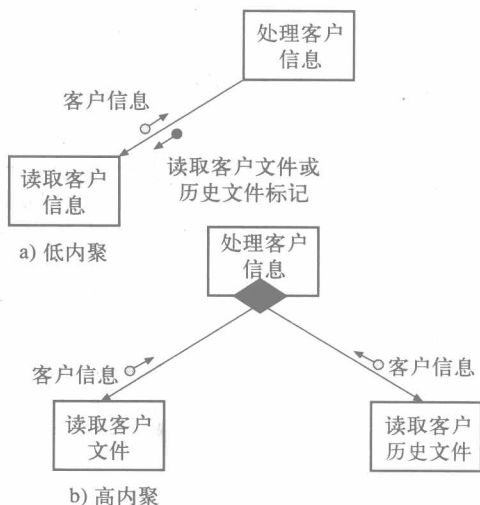 处理客户
信息
客户信息
读取客户
信息
读取客户文件或
历史文件标记
a) 低内聚
处理客户
信息
客户信息
客户信息
读取客户
文件
读取客户
历史文件
b) 高内聚